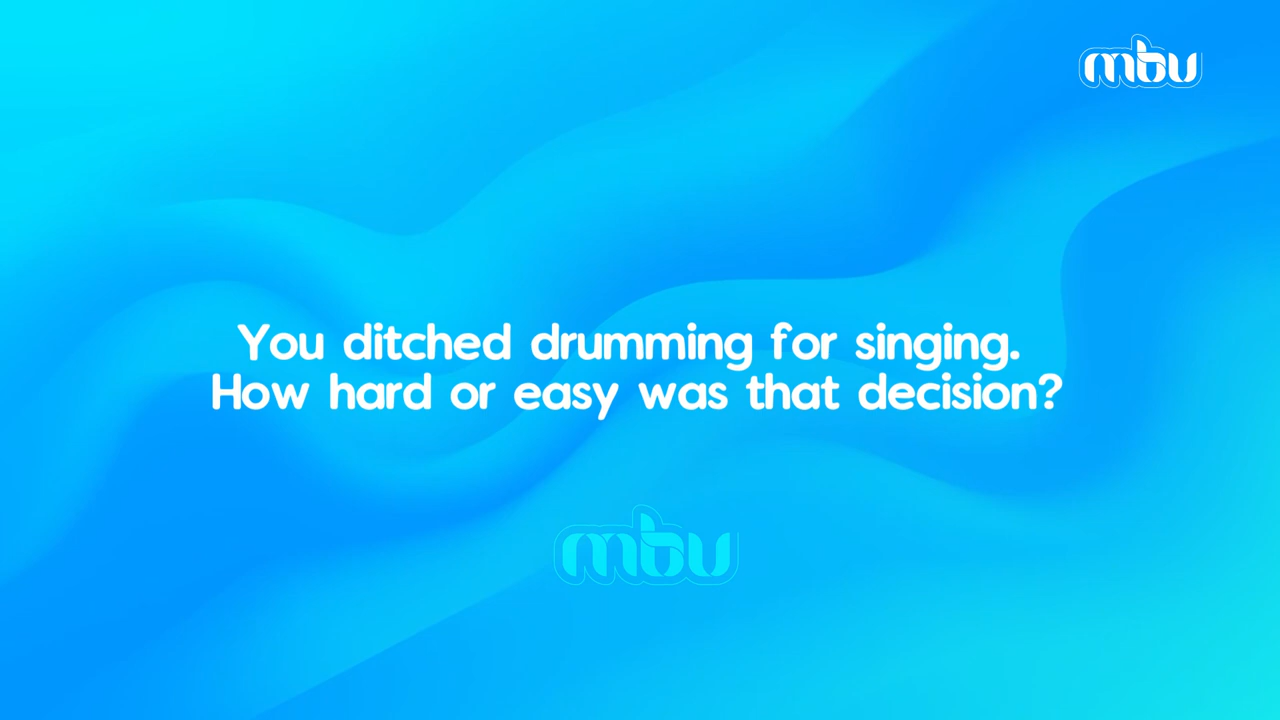 mbu
You ditched drumming for singing.
How hard or easy was that decision?
mbu